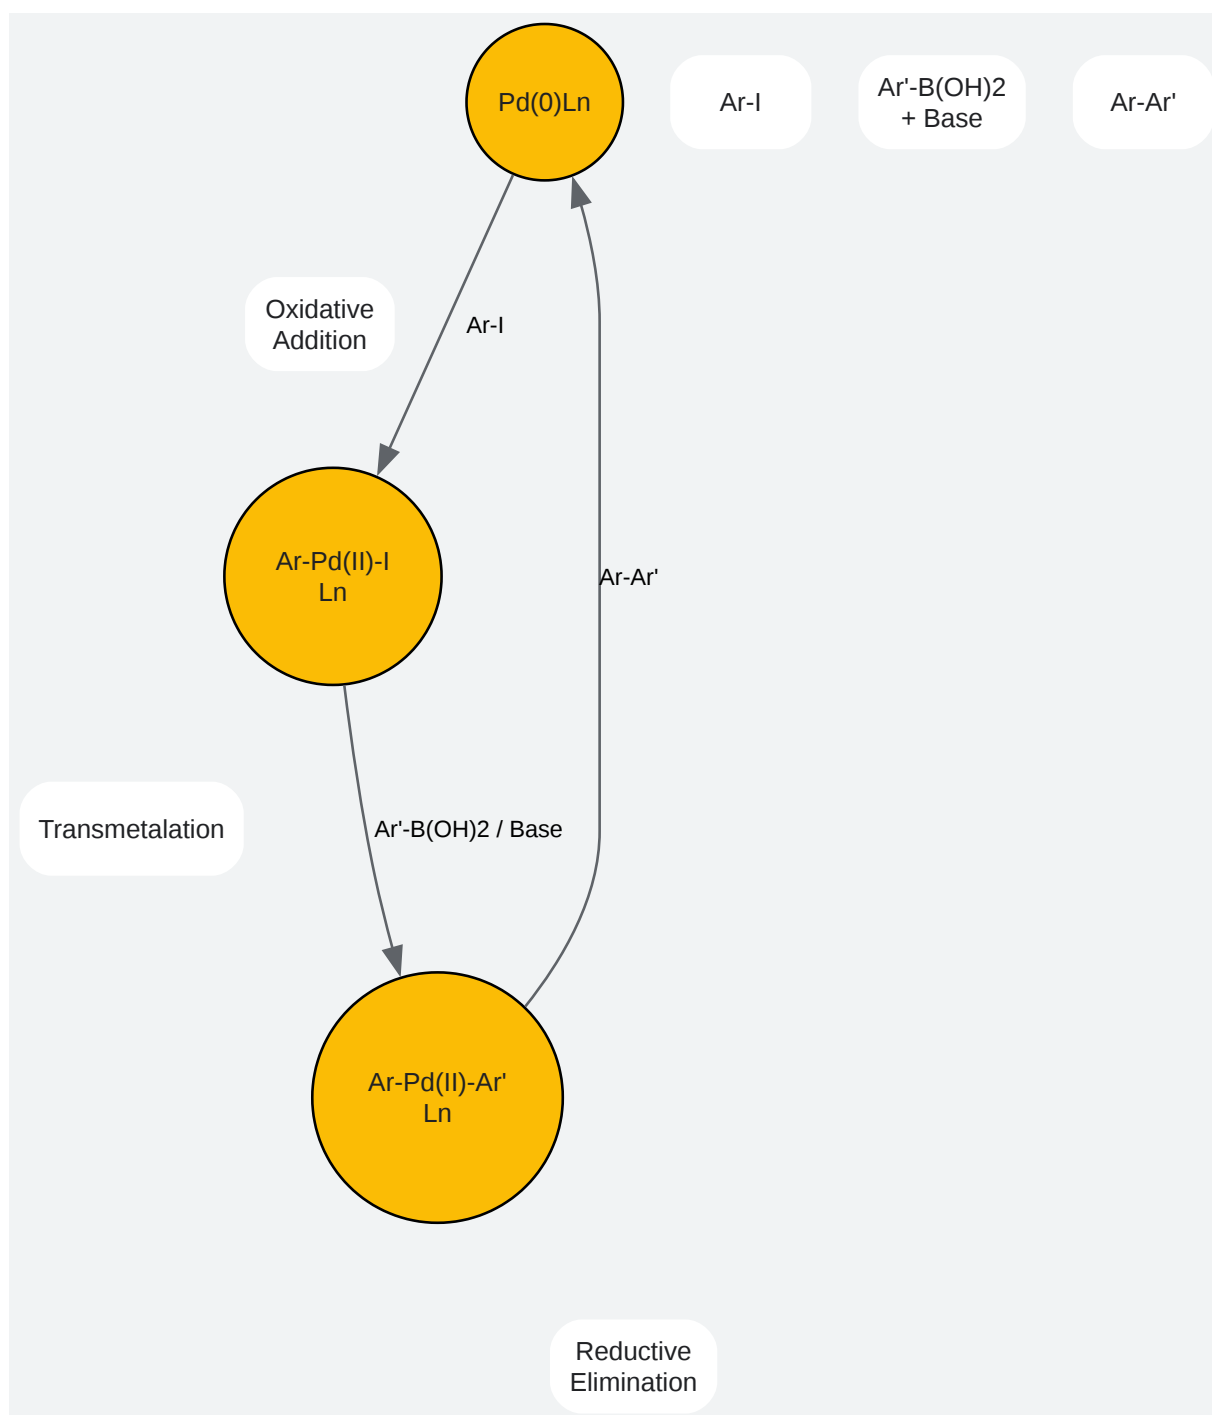 Pd(0)Ln
Ar-I
Ar'-B(OH)2
+ Base
Ar-Ar'
Oxidative
Addition
Ar-I
Ar-Pd(II)-I
Ln
Ar-Ar'
Transmetalation
Ar'-B(OH)2 / Base
Ar-Pd(II)-Ar'
Ln
Reductive
Elimination